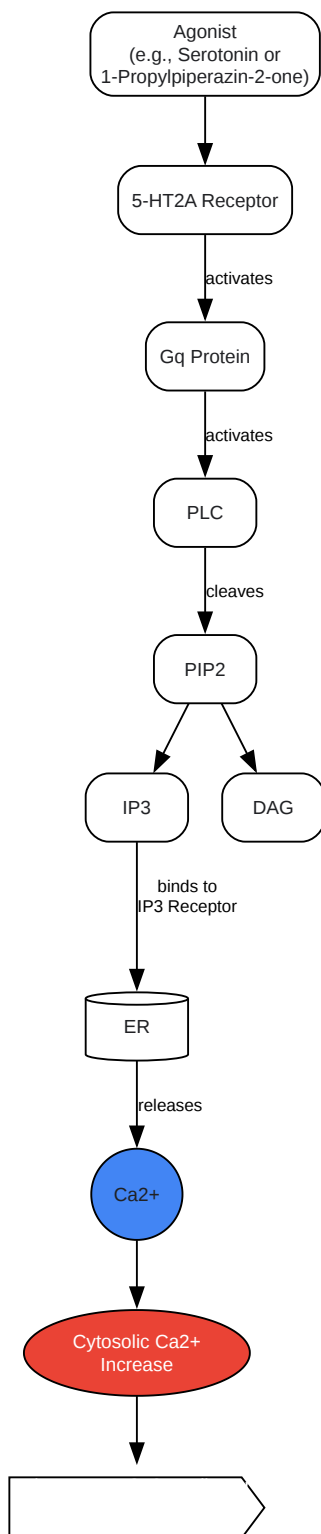 Agonist
(e.g., Serotonin or
1-Propylpiperazin-2-one)
5-HT2A Receptor
activates
Gq Protein
activates
PLC
cleaves
PIP2
IP3
DAG
binds to
IP3 Receptor
ER
releases
Ca2+
Cytosolic Ca2+
Increase